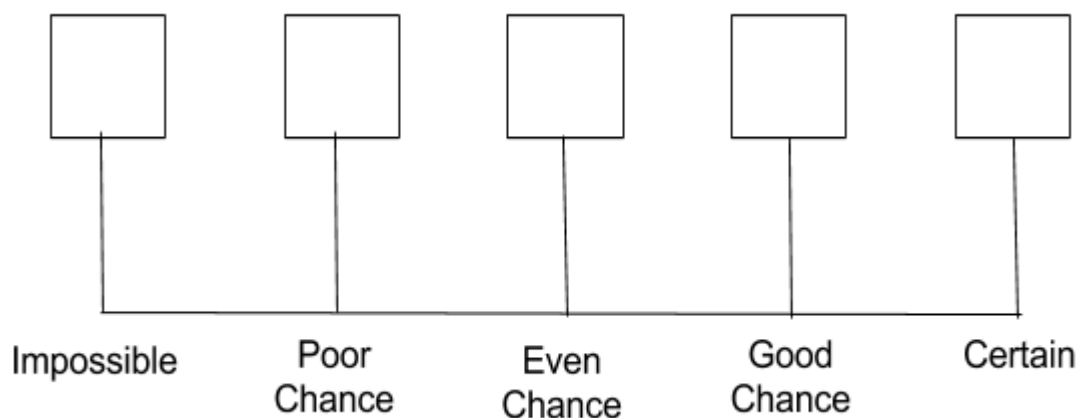 Impossible
Poor
Chance
Even
Chance
Good
Chance
Certain